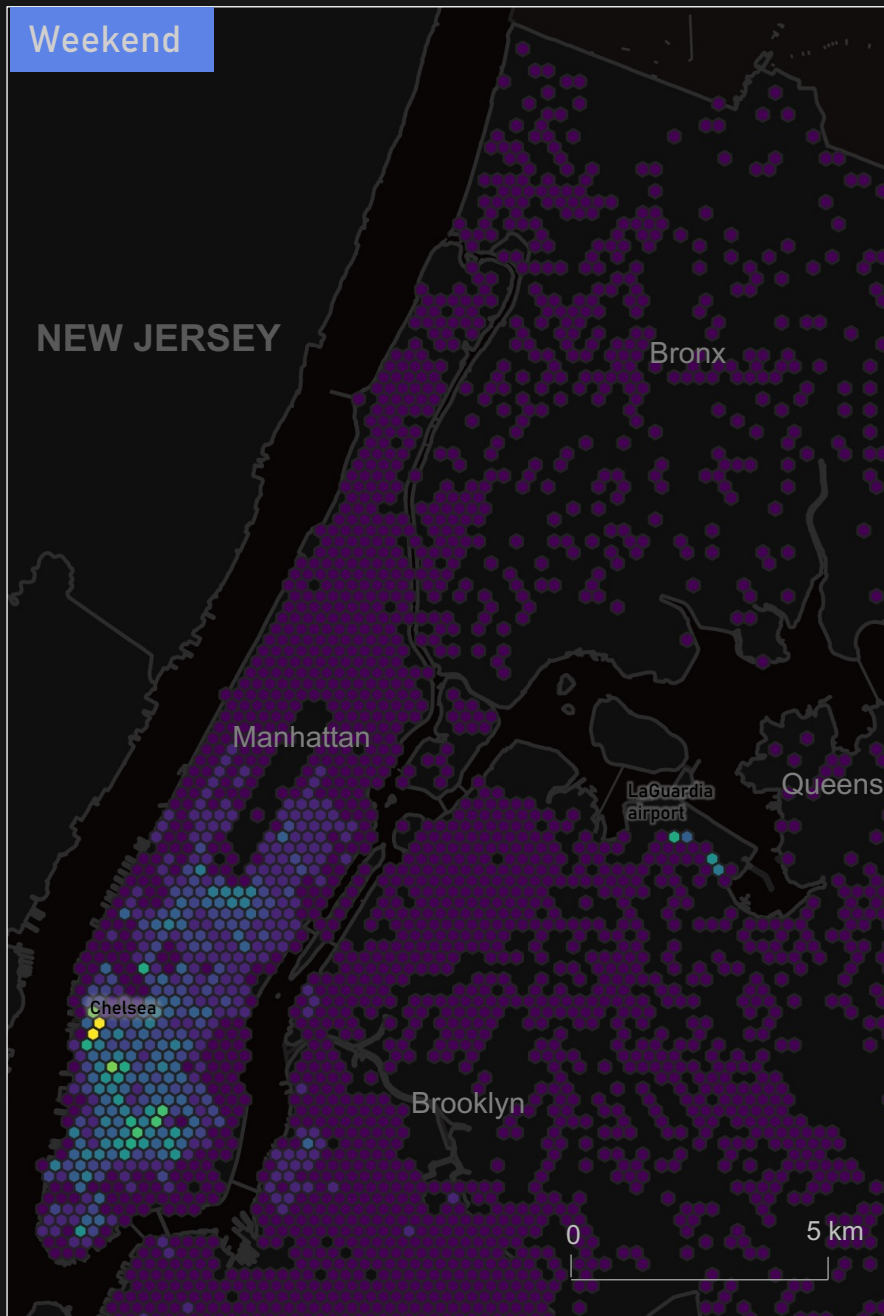 Weekend
NEW JERSEY
Bronx
Manhattan
Queens
LaGuardia
airport
Chelsea
Brooklyn
0
5 km